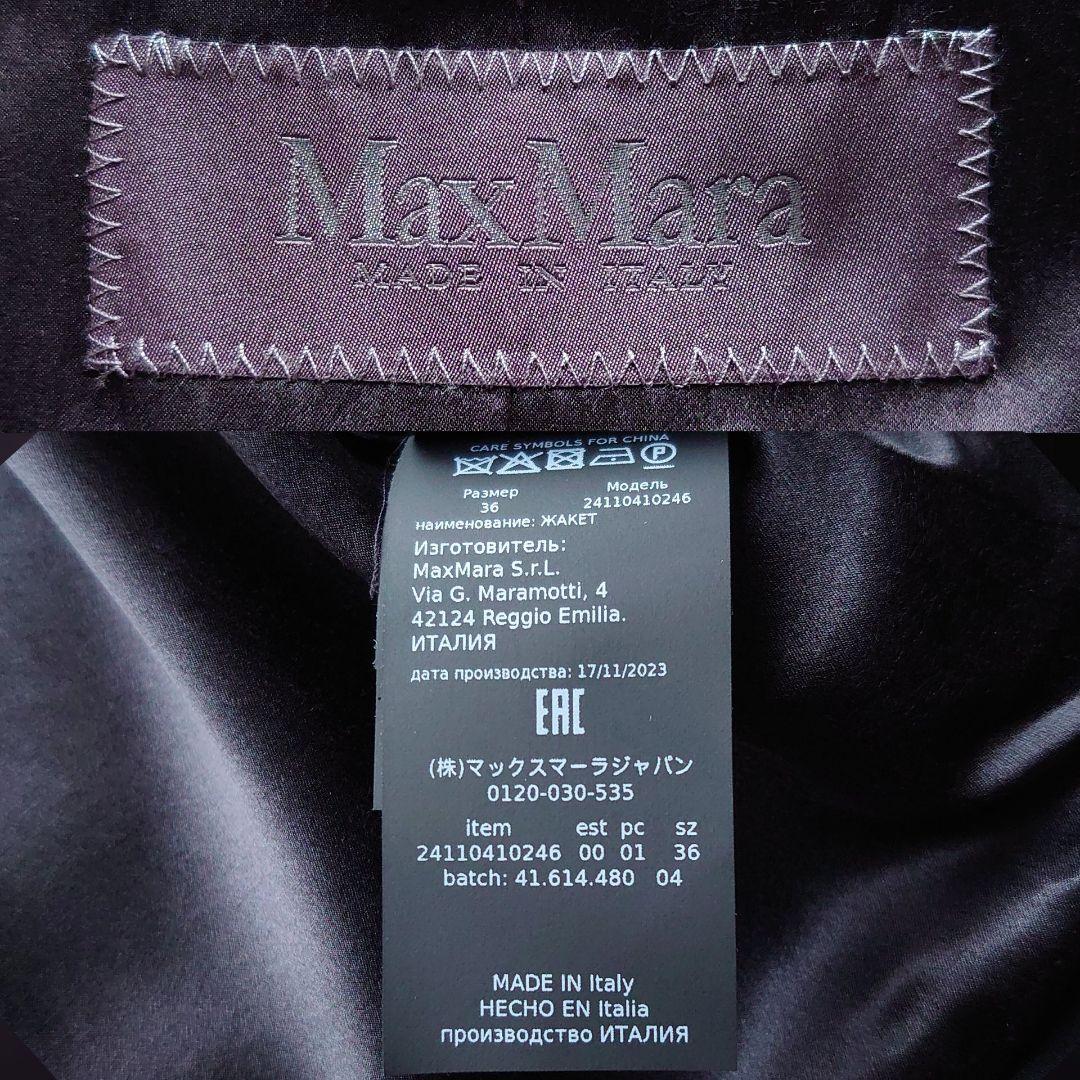 MaxMara
MADE IN ITALY
CARE SYMBOLS FOR CHINA
P
Размер Модель
36 24110410246
наименование: ЖАКЕТ
Изготовитель:
MaxMara S.r.L.
Via G. Maramotti, 4
42124 Reggio Emilia.
ИТАЛИЯ
дата производства: 17/11/2023
EAC
(株)マックスマーラジャパン
0120-030-535
item est pc sz
24110410246 00 01 36
batch: 41.614.480 04
MADE IN Italy
HECHO EN Italia
производство ИТАЛИЯ